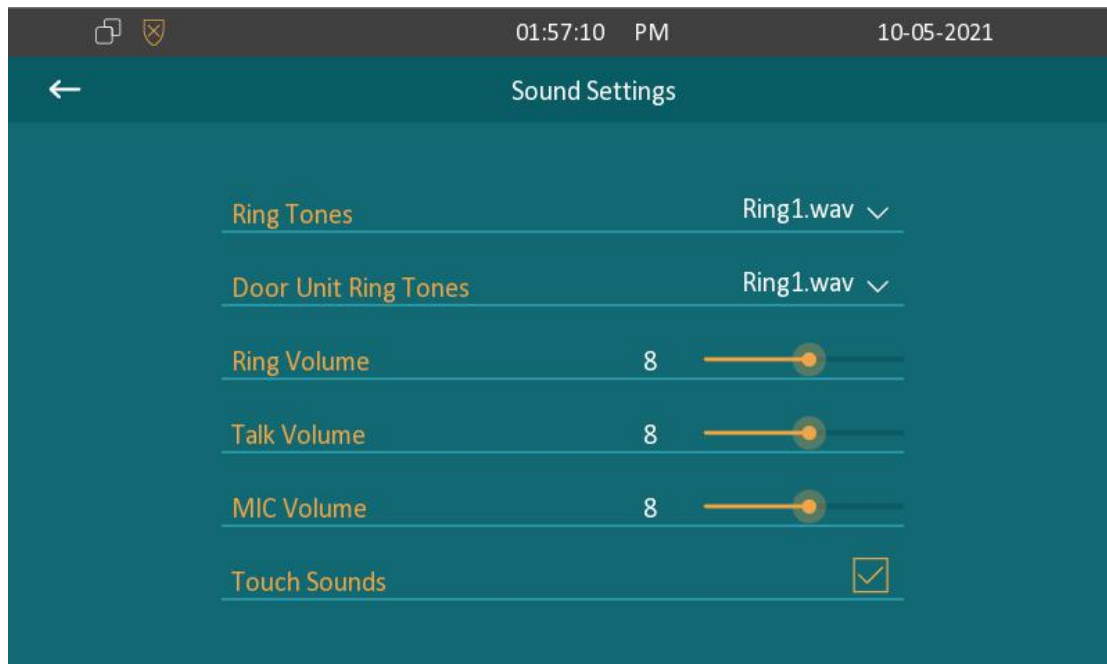 01:57:10 PM 10-05-2021
Sound Settings
Ring Tones Ring1.wav
Door Unit Ring Tones Ring1.wav
Ring Volume 8
Talk Volume 8
MIC Volume 8
Touch Sounds